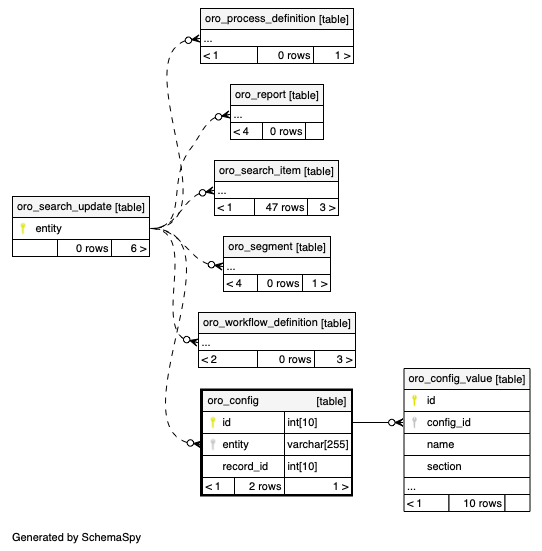 oro_process_definition [table]
...
< 1 0 rows 1 >
oro_report [table]
...
< 4 0 rows
oro_search_item [table]
...
< 1 47 rows 3 >
oro_search_update [table]
entity
0 rows 6 >
oro_segment [table]
...
< 4 0 rows 1 >
oro_workflow_definition [table]
...
< 2 0 rows 3 >
oro_config [table]
id int[10]
entity varchar[255]
record_id int[10]
< 1 2 rows 1 >
oro_config_value [table]
id
config_id
name
section
...
< 1 10 rows
Generated by SchemaSpy